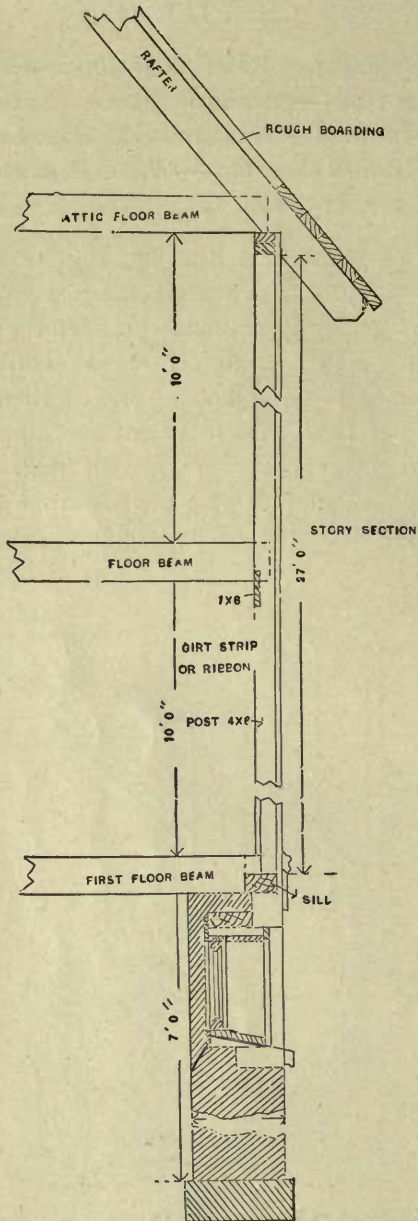 RAFTER
ROUGH BOARDING
ATTIC FLOOR BEAM
10'0"
STORY SECTION
27'0"
FLOOR BEAM
1X6
GIRT STRIP
OR RIBBON
POST 4X6
10'0"
FIRST FLOOR BEAM
SILL
7'0"